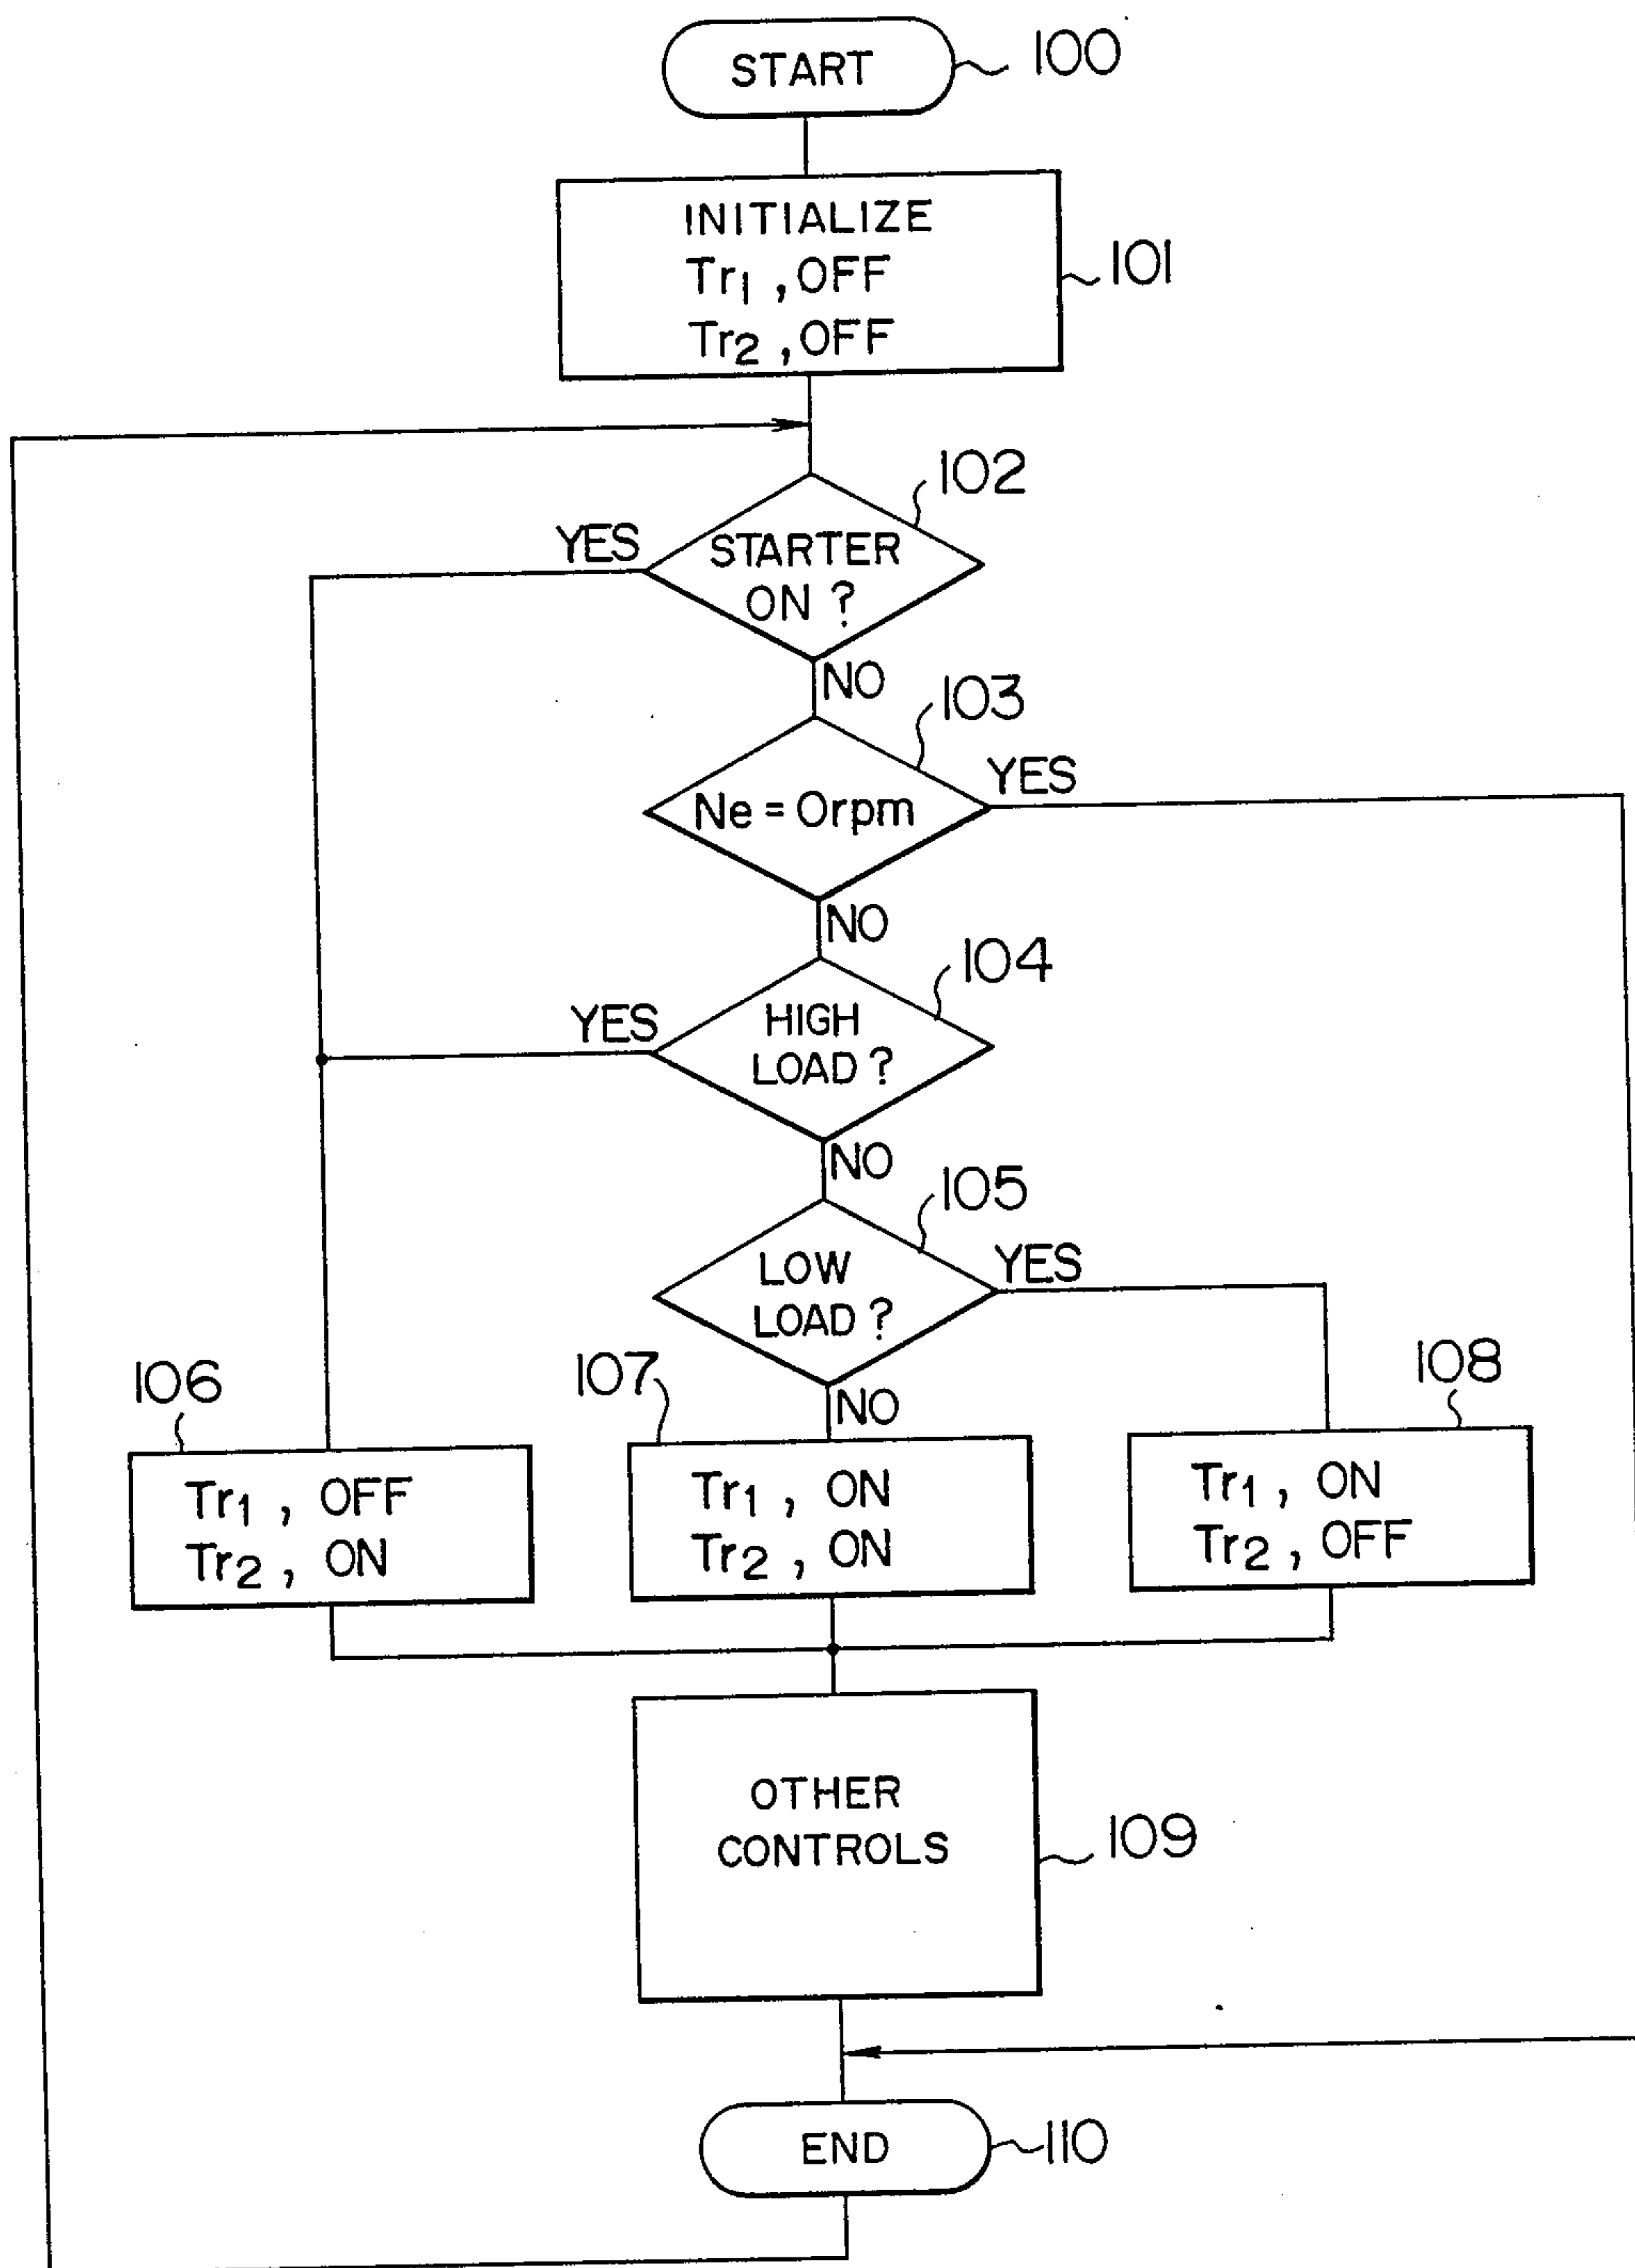 START
100
INITIALIZE
Tr1 , OFF
Tr2 , OFF
101
102
YES
STARTER
ON ?
NO
103
YES
Ne = Orpm
NO
104
YES
HIGH
LOAD ?
NO
105
YES
LOW
LOAD ?
NO
106
107
108
Tr1 , OFF
Tr2 , ON
Tr1 , ON
Tr2 , ON
Tr1 , ON
Tr2 , OFF
OTHER
CONTROLS
109
END
110